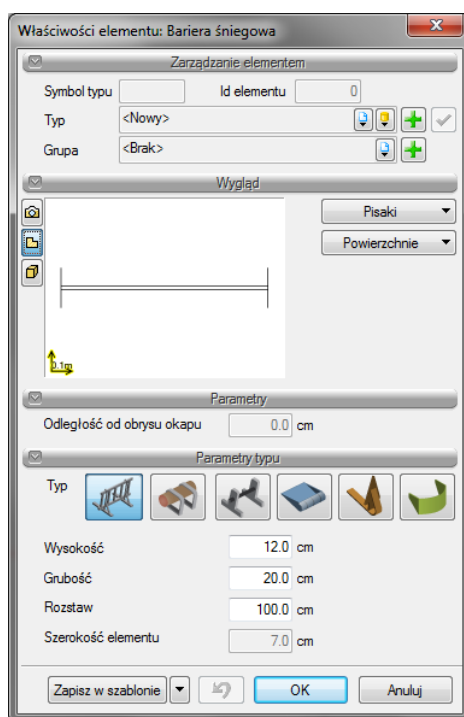 Właściwości elementu: Bariera śniegowa
Zarządzanie elementem
Symbol typu Id elementu 0
Typ <Nowy>
Grupa <Brak>
Wygląd
Pisaki
Powierzchnie
0.1m
Parametry
Odległość od obrysu okapu 0.0 cm
Parametry typu
Typ
Wysokość 12.0 cm
Grubość 20.0 cm
Rozstaw 100.0 cm
Szerokość elementu 7.0 cm
Zapisz w szablonie OK Anuluj